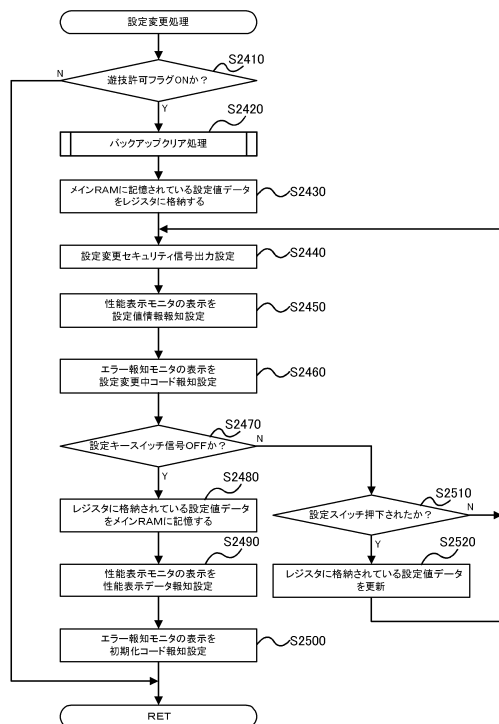 設定変更処理
S2410
遊技許可フラグONか？
N
Y
S2420
バックアップクリア処理
メインRAMに記憶されている設定値データ
をレジスタに格納する
S2430
設定変更セキュリティ信号出力設定
S2440
性能表示モニタの表示を
設定値情報報知設定
S2450
エラー報知モニタの表示を
設定変更中コード報知設定
S2460
S2470
設定キースイッチ信号OFFか？
N
Y
S2480
レジスタに格納されている設定値データ
をメインRAMに記憶する
S2490
性能表示モニタの表示を
性能表示データ報知設定
エラー報知モニタの表示を
初期化コード報知設定
S2500
S2510
設定スイッチ押下されたか？
N
Y
S2520
レジスタに格納されている設定値データ
を更新
RET